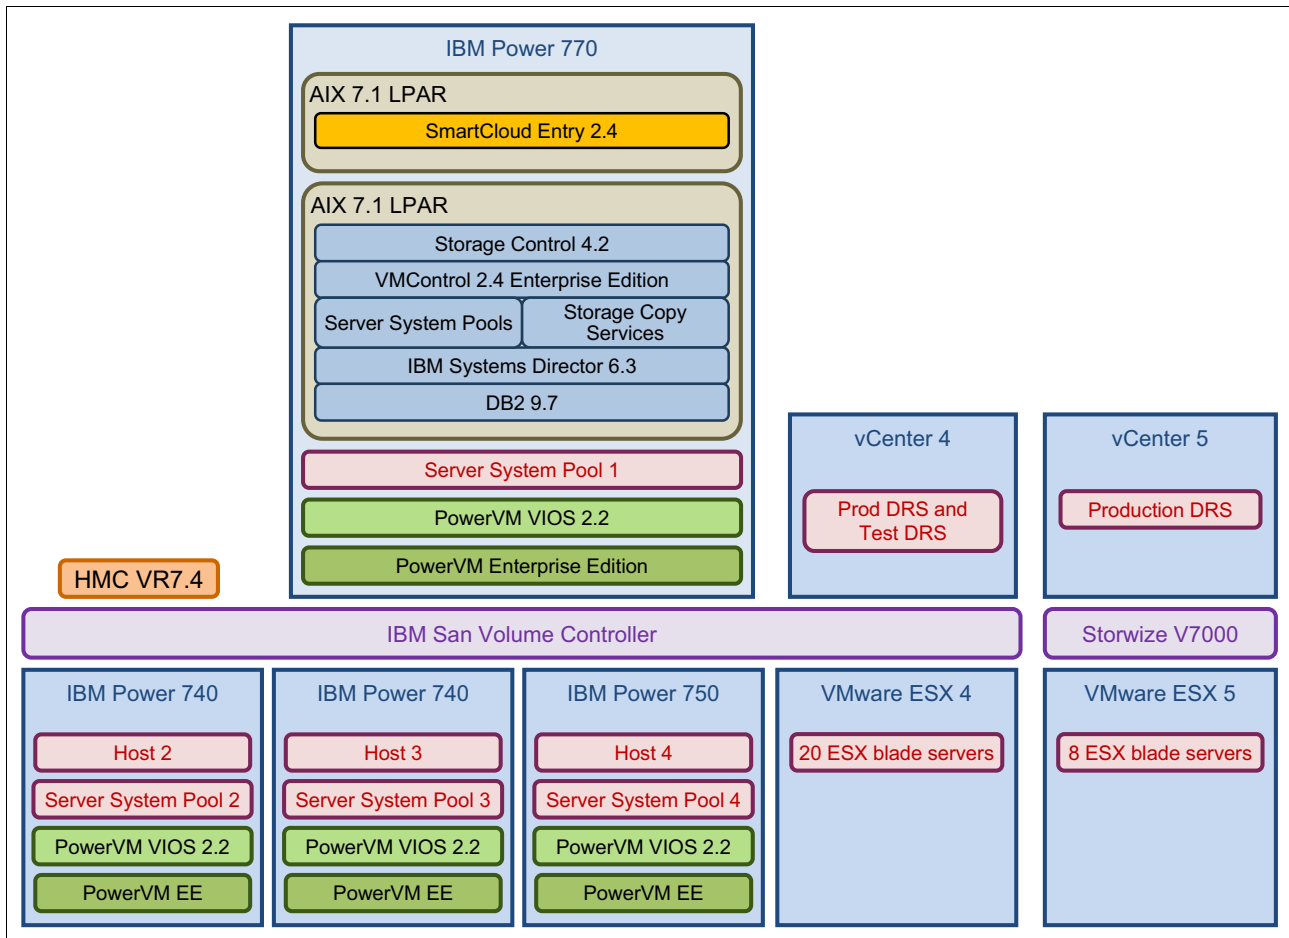 IBM Power 770
AIX 7.1 LPAR
SmartCloud Entry 2.4
AIX 7.1 LPAR
Storage Control 4.2
VMControl 2.4 Enterprise Edition
Server System Pools
Storage Copy
Services
IBM Systems Director 6.3
DB2 9.7
Server System Pool 1
PowerVM VIOS 2.2
PowerVM Enterprise Edition
vCenter 4
Prod DRS and
Test DRS
vCenter 5
Production DRS
HMC VR7.4
IBM San Volume Controller
Storwize V7000
IBM Power 740
Host 2
Server System Pool 2
PowerVM VIOS 2.2
PowerVM EE
IBM Power 740
Host 3
Server System Pool 3
PowerVM VIOS 2.2
PowerVM EE
IBM Power 750
Host 4
Server System Pool 4
PowerVM VIOS 2.2
PowerVM EE
VMware ESX 4
20 ESX blade servers
VMware ESX 5
8 ESX blade servers